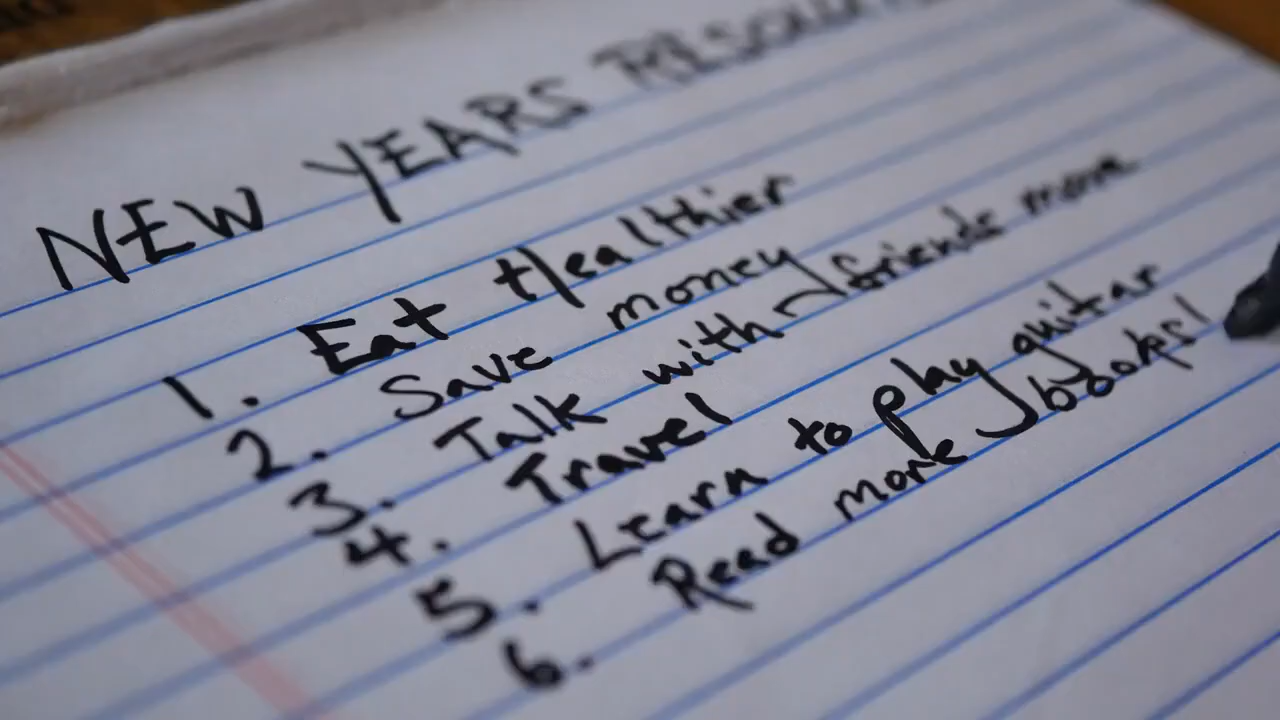 NEW YEARS
1. Eat Healthier
2. Save money
3. Talk with friends more
4. Travel
5. Learn to play guitar
6. Read more books!